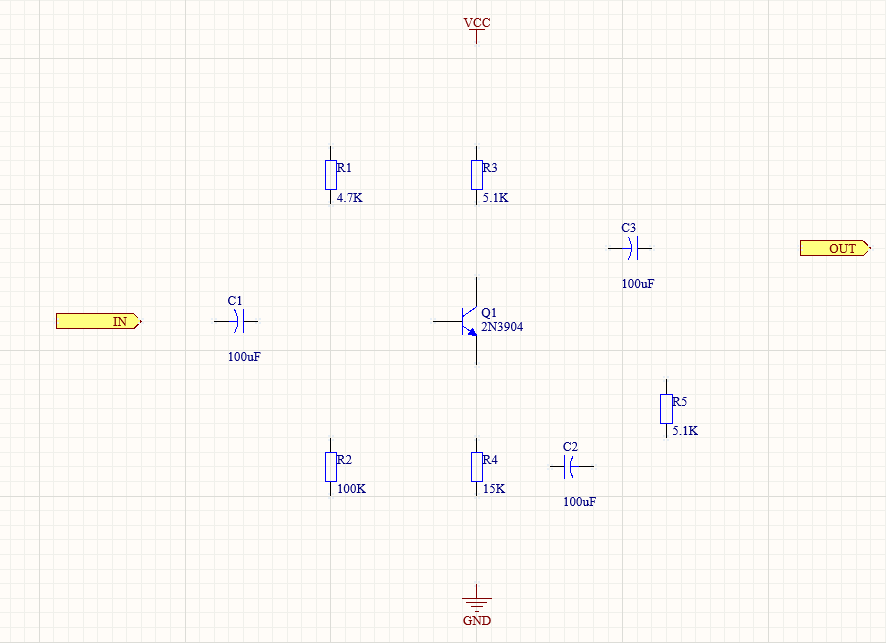 VCC
R1
4.7K
R3
5.1K
C3
100uF
OUT
C1
100uF
IN
Q1
2N3904
R5
5.1K
R2
100K
R4
15K
C2
100uF
GND